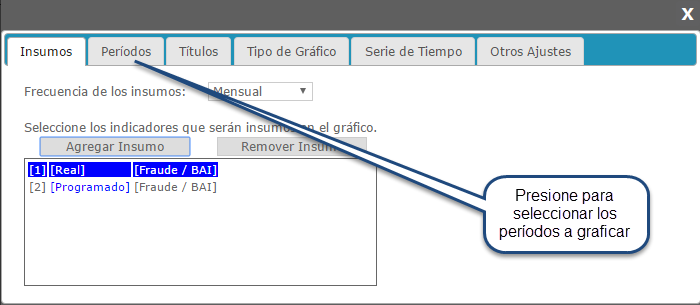 X
Insumos Períodos Títulos Tipo de Gráfico Serie de Tiempo Otros Ajustes
Frecuencia de los insumos: Mensual
Seleccione los indicadores que serán insumos en el gráfico.
Agregar Insumo Remover Insumo
[1] [Real] [Fraude / BAI]
[2] [Programado] [Fraude / BAI]
Presione para
seleccionar los
períodos a graficar